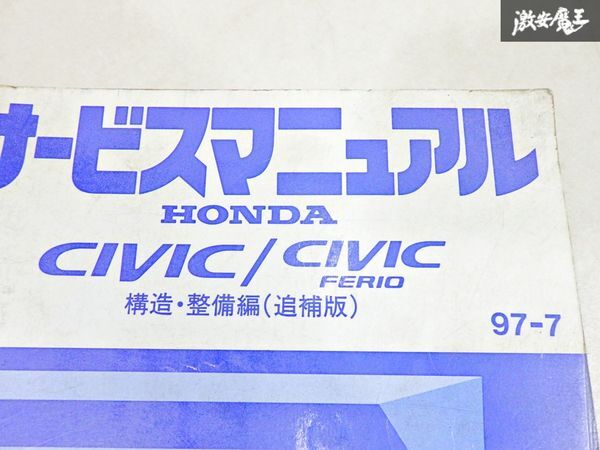 激安魔王
サービスマニュアル
HONDA
CIVIC/CIVIC
FERIO
構造・整備編(追補版)
97-7